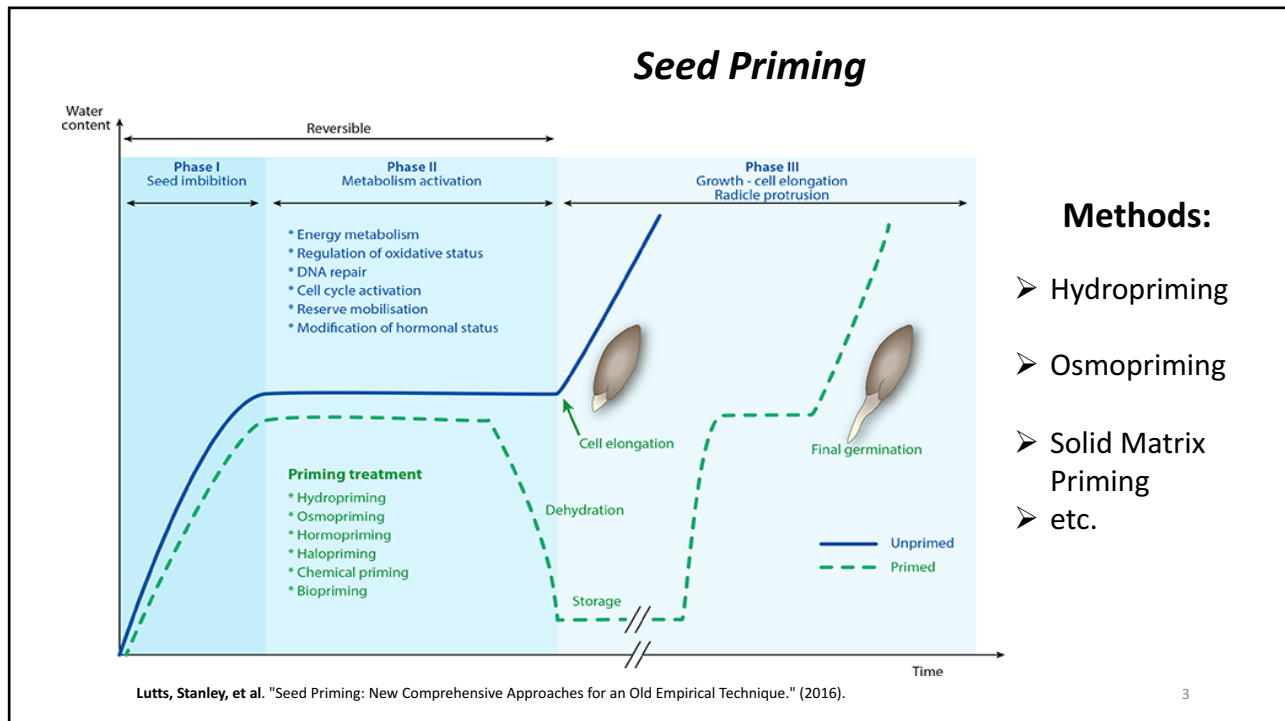 Seed Priming
Water
content
Reversible
Phase I
Seed imbibition
Phase II
Metabolism activation
Phase III
Growth - cell elongation
Radicle protrusion
* Energy metabolism
* Regulation of oxidative status
* DNA repair
* Cell cycle activation
* Reserve mobilisation
* Modification of hormonal status
Cell elongation
Final germination
Priming treatment
* Hydropriming
* Osmopriming
* Hormopriming
* Halopriming
* Chemical priming
* Biopriming
Dehydration
Storage
Unprimed
Primed
Time
Methods:
➢ Hydropriming
➢ Osmopriming
➢ Solid Matrix
Priming
➢ etc.
Lutts, Stanley, et al. "Seed Priming: New Comprehensive Approaches for an Old Empirical Technique." (2016).
3